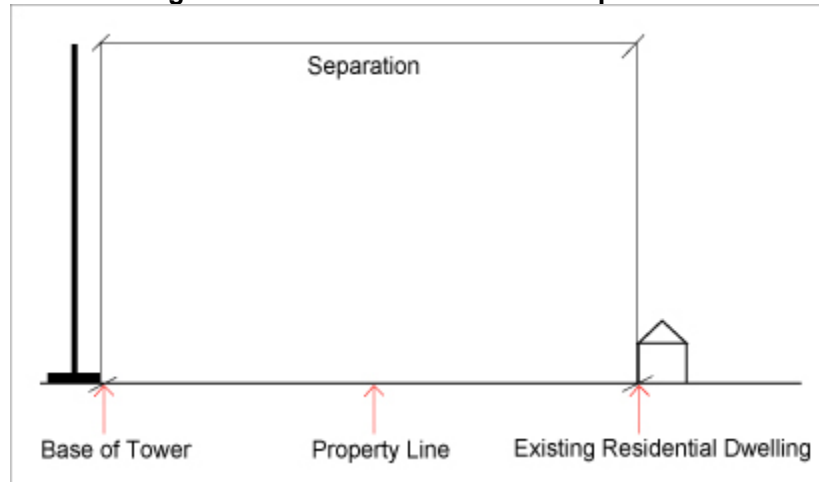 Separation
Base of Tower
Property Line
Existing Residential Dwelling